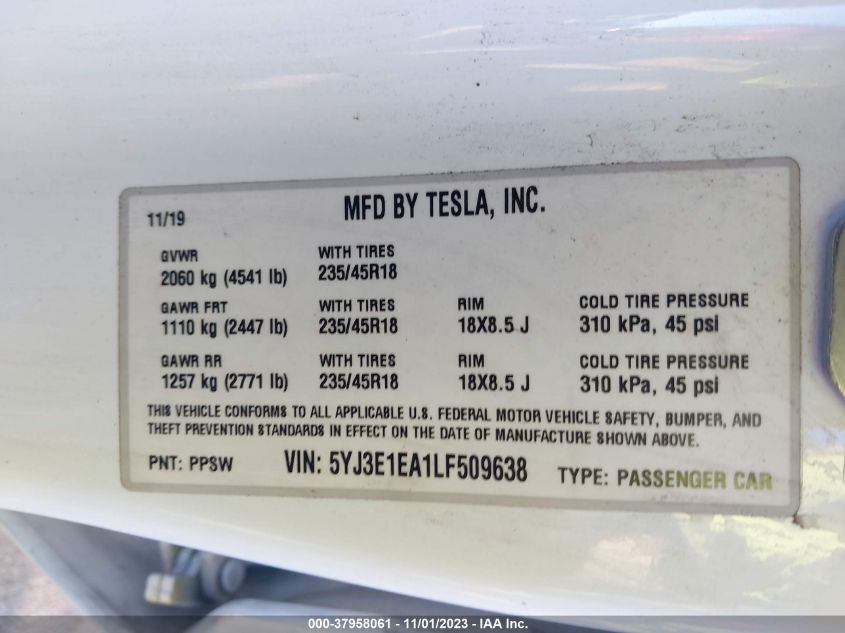 11/19 MFD BY TESLA, INC.
GVWR WITH TIRES
2060 kg (4541 lb) 235/45R18
GAWR FRT WITH TIRES RIM COLD TIRE PRESSURE
1110 kg (2447 lb) 235/45R18 18X8.5 J 310 kPa, 45 psi
GAWR RR WITH TIRES RIM COLD TIRE PRESSURE
1257 kg (2771 lb) 235/45R18 18X8.5 J 310 kPa, 45 psi
THIS VEHICLE CONFORMS TO ALL APPLICABLE U.S. FEDERAL MOTOR VEHICLE SAFETY, BUMPER, AND
THEFT PREVENTION STANDARDS IN EFFECT ON THE DATE OF MANUFACTURE SHOWN ABOVE.
PNT: PPSW VIN: 5YJ3E1EA1LF509638 TYPE: PASSENGER CAR
000-37958061 - 11/01/2023 - IAA Inc.